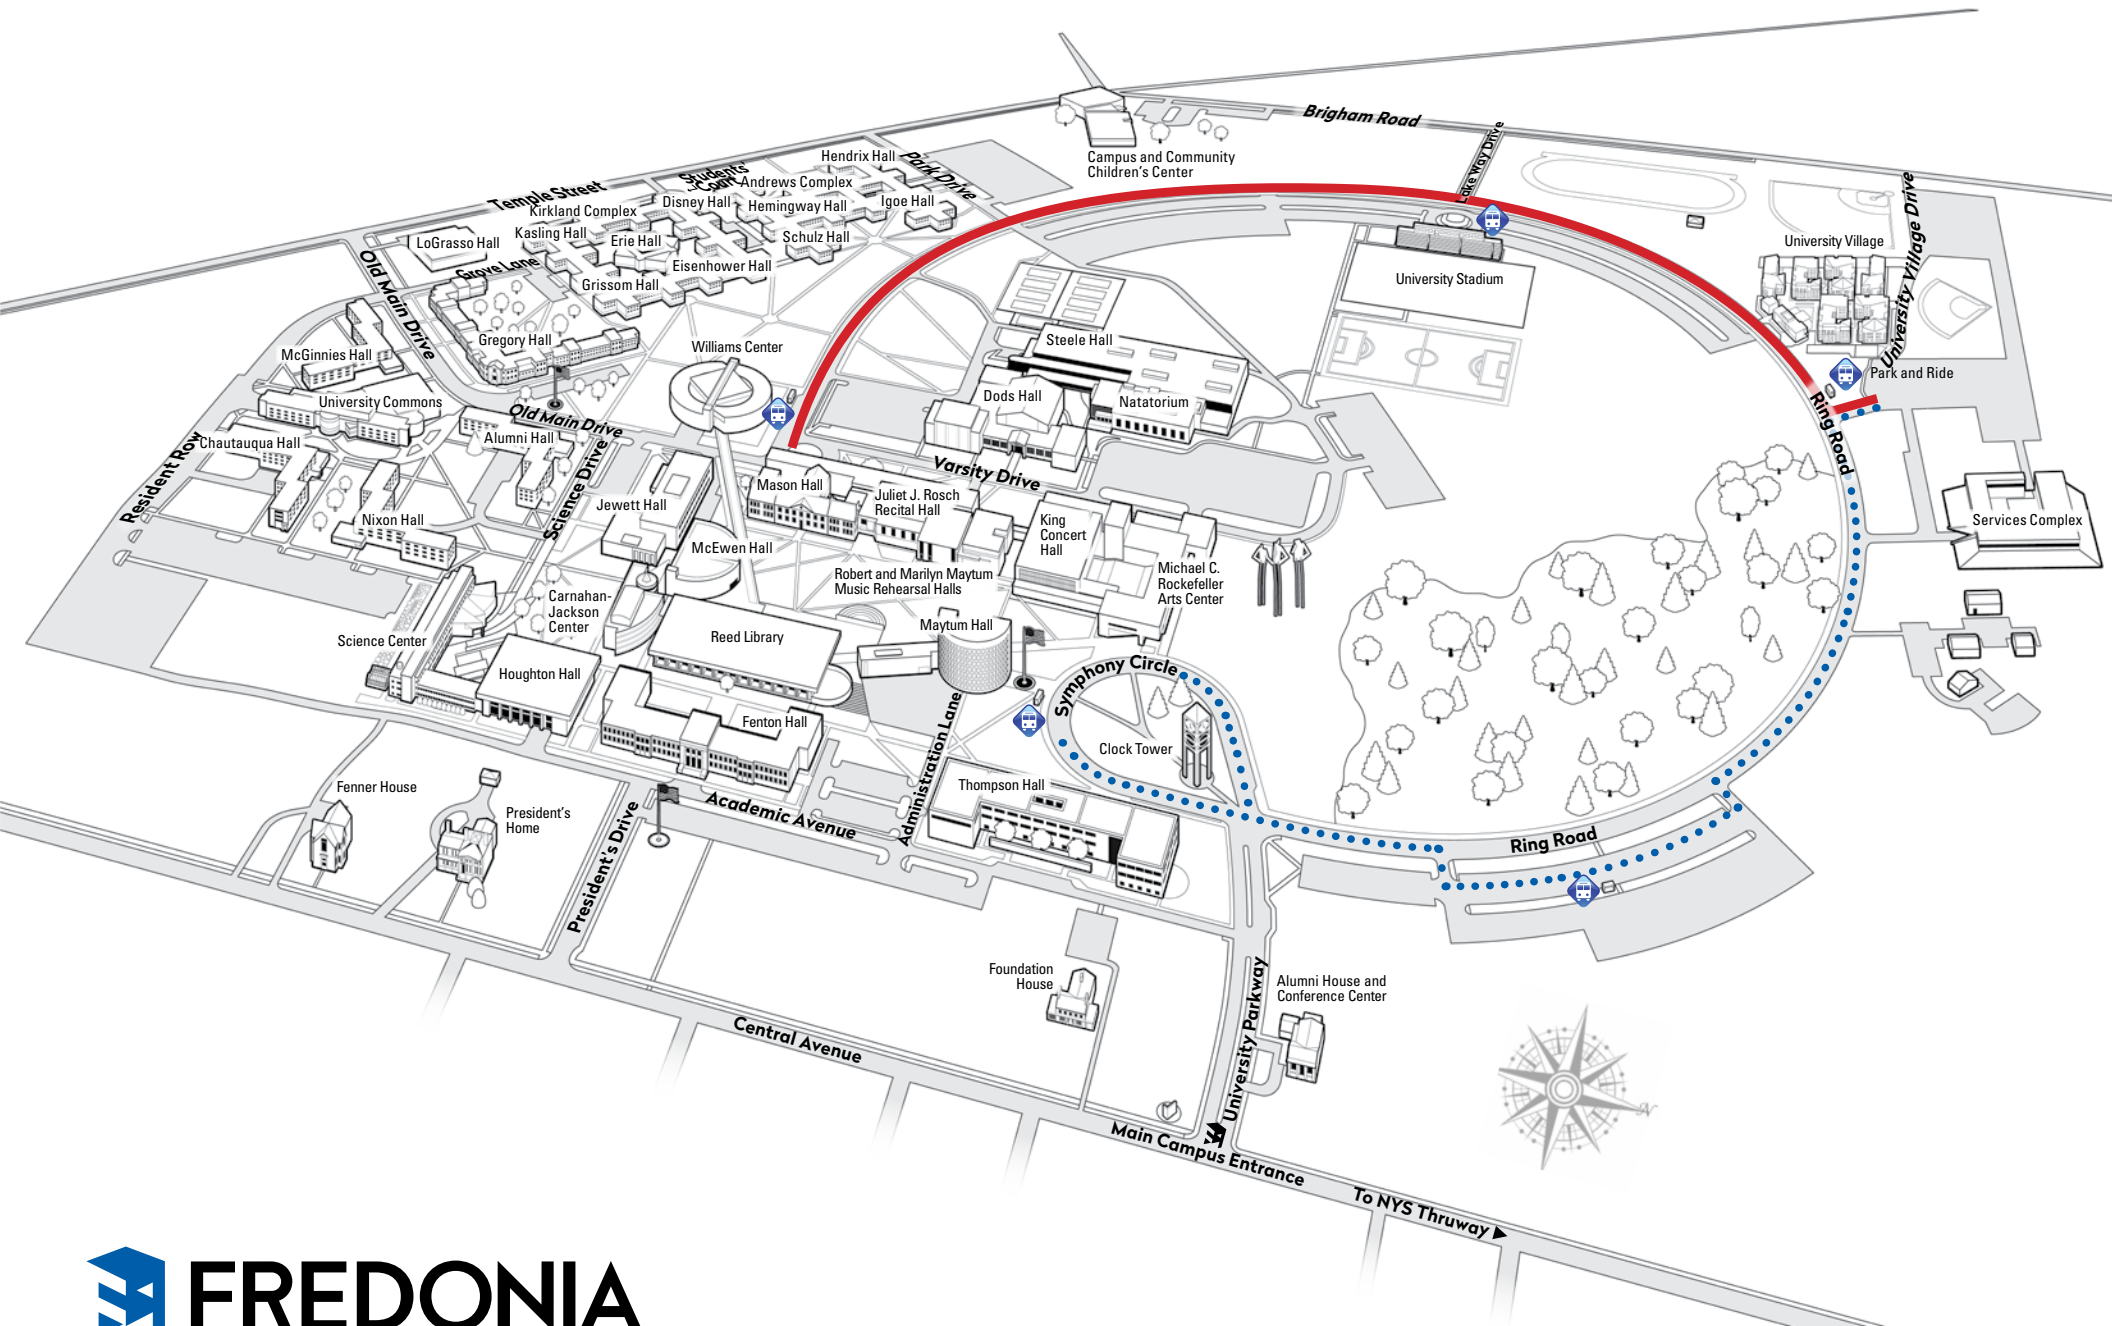 Brigham Road
Lake Way Drive
Campus and Community
Children's Center
Hendrix Hall
Park Drive
Students'
Court
Andrews Complex
Temple Street
Disney Hall
Hemingway Hall
Igoe Hall
Kirkland Complex
Kasling Hall
Erie Hall
Schulz Hall
LoGrasso Hall
Grove Lane
Eisenhower Hall
Grissom Hall
Old Main Drive
University Village
University Village Drive
University Stadium
Gregory Hall
Williams Center
Steele Hall
McGinnies Hall
Park and Ride
University Commons
Dods Hall
Natatorium
Old Main Drive
Ring Road
Chautauqua Hall
Alumni Hall
Resident Row
Science Drive
Varsity Drive
Mason Hall
Jewett Hall
Juliet J. Rosch
Recital Hall
Nixon Hall
King
Concert
Hall
Services Complex
McEwen Hall
Robert and Marilyn Maytum
Music Rehearsal Halls
Michael C.
Rockefeller
Arts Center
Carnahan-
Jackson
Center
Science Center
Reed Library
Maytum Hall
Symphony Circle
Houghton Hall
Fenton Hall
Administration Lane
Clock Tower
Fenner House
President's
Home
President's Drive
Academic Avenue
Thompson Hall
Ring Road
Foundation
House
University Parkway
Alumni House and
Conference Center
Central Avenue
Main Campus Entrance
N
To NYS Thruway
FREDONIA